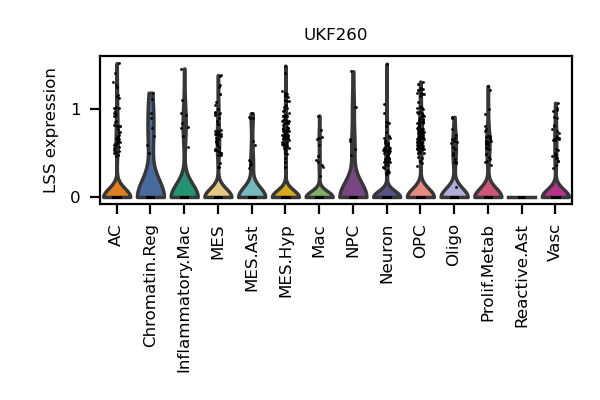 UKF260
LSS expression
1
0
AC
Chromatin.Reg
Inflammatory.Mac
MES
MES.Ast
MES.Hyp
Mac
NPC
Neuron
OPC
Oligo
Prolif.Metab
Reactive.Ast
Vasc